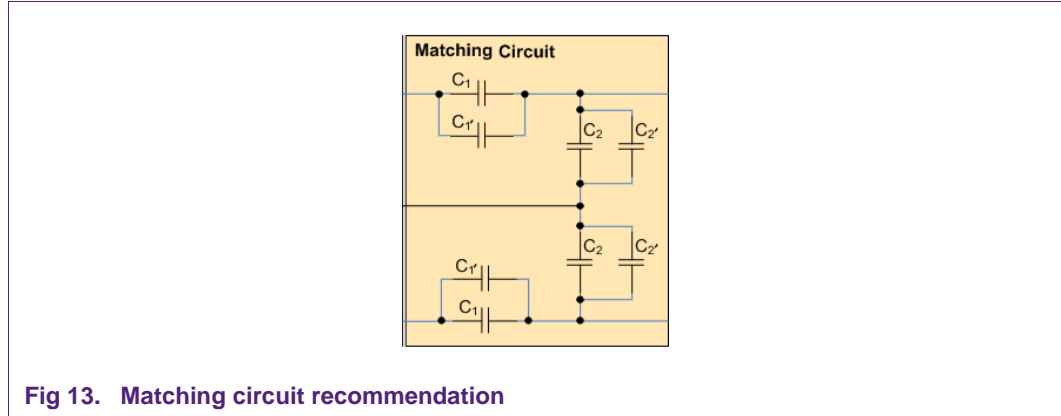 Matching Circuit
C₁
C₁′
C₂ C₂′
C₂ C₂′
C₁′
C₁
Fig 13. Matching circuit recommendation